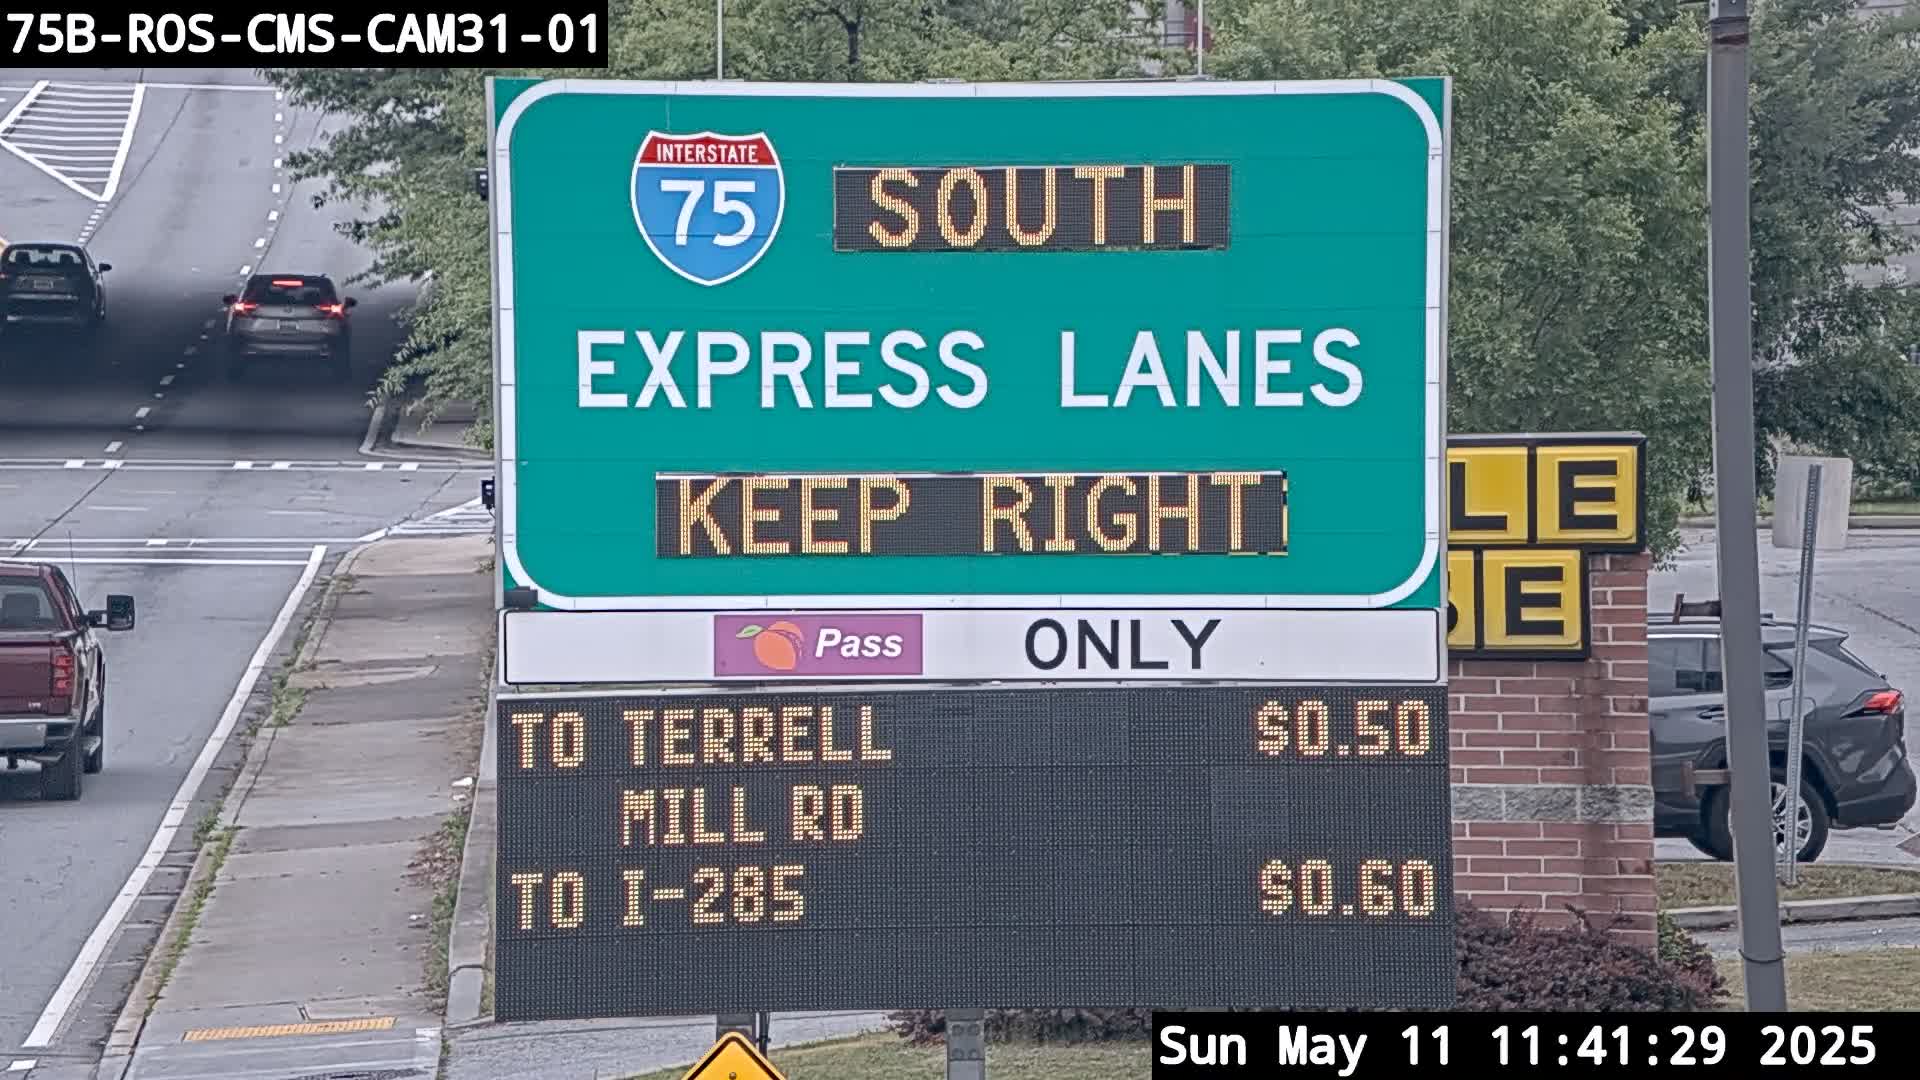 75B-ROS-CMS-CAM31-01
INTERSTATE
75
SOUTH
EXPRESS LANES
KEEP RIGHT
Pass ONLY
TO TERRELL $0.50
MILL RD
TO I-285 $0.60
LE
E
Sun May 11 11:41:29 2025